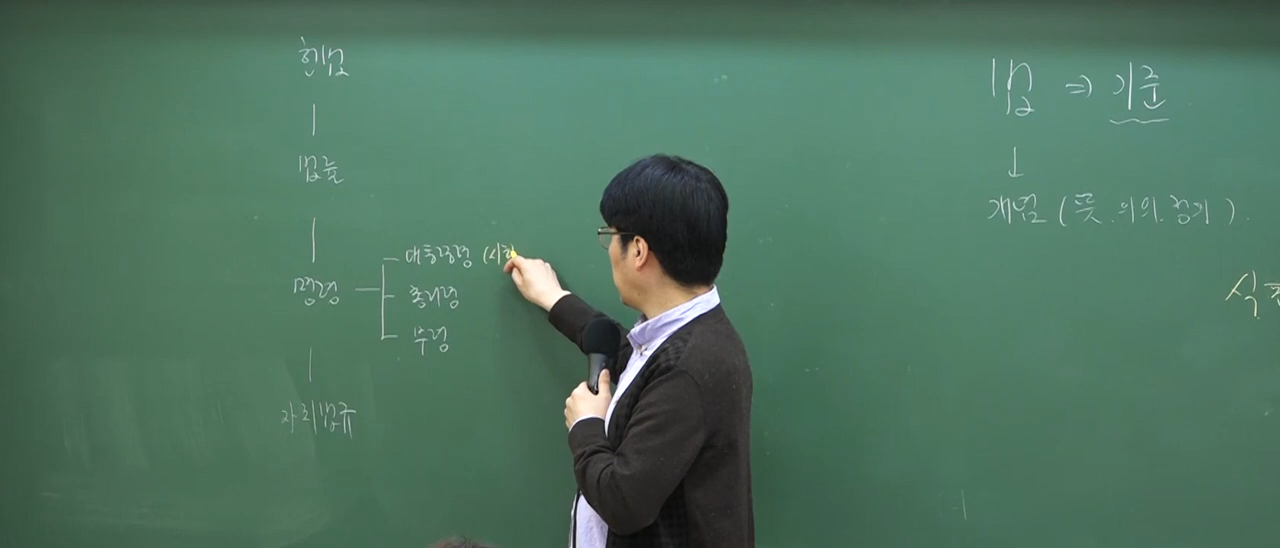 헌법
법률
명령
대통령령 (시행
총리령
부령
자치법규
법 ⇒ 기준
↓
개념 (뜻. 의의. 정의).